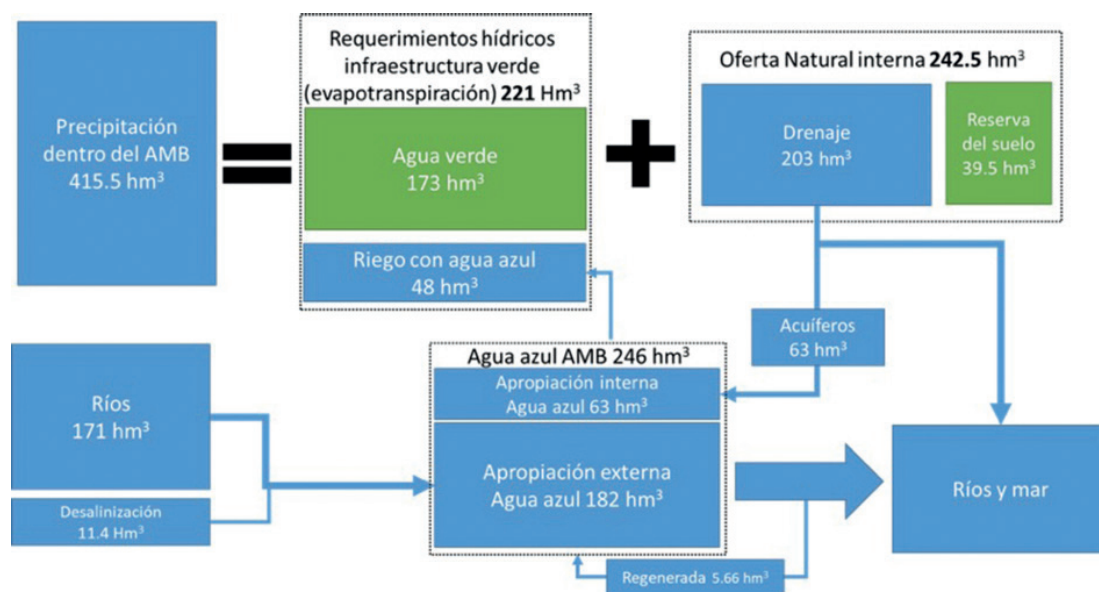 Precipitación
dentro del AMB
415.5 hm³
Requerimientos hídricos
infraestructura verde
(evapotranspiración) 221 Hm³
Agua verde
173 hm³
Riego con agua azul
48 hm³
Oferta Natural interna 242.5 hm³
Drenaje
203 hm³
Reserva
del suelo
39.5 hm³
Acuíferos
63 hm³
Agua azul AMB 246 hm³
Apropiación interna
Agua azul 63 hm³
Ríos
171 hm³
Apropiación externa
Agua azul 182 hm³
Ríos y mar
Desalinización
11.4 Hm³
Regenerada 5.66 hm³